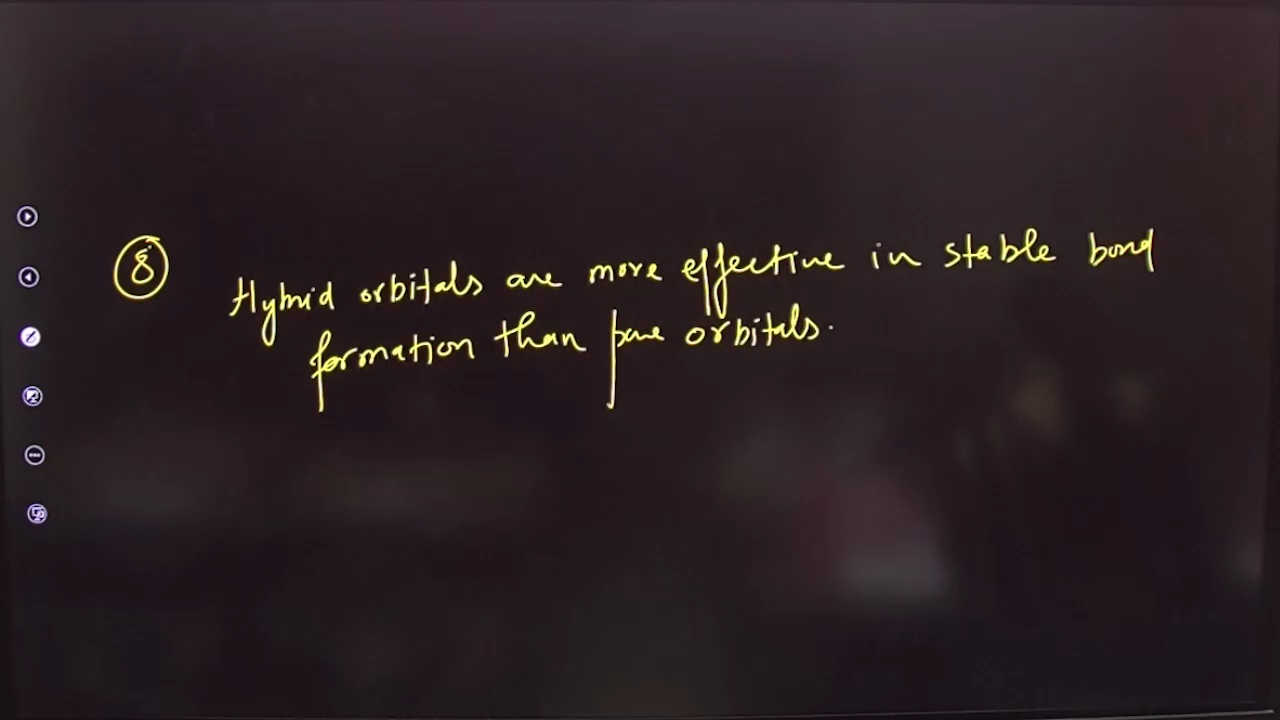 8
Hybrid orbitals are more effective in stable bond
formation than pure orbitals.